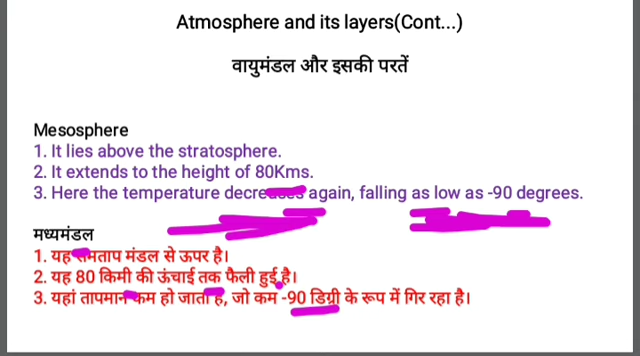 Atmosphere and its layers(Cont...)
वायुमंडल और इसकी परतें
Mesosphere
1. It lies above the stratosphere.
2. It extends to the height of 80Kms.
3. Here the temperature decreases again, falling as low as -90 degrees.
मध्यमंडल
1. यह समताप मंडल से ऊपर है।
2. यह 80 किमी की ऊंचाई तक फैली हुई है।
3. यहां तापमान कम हो जाता है, जो कम -90 डिग्री के रूप में गिर रहा है।